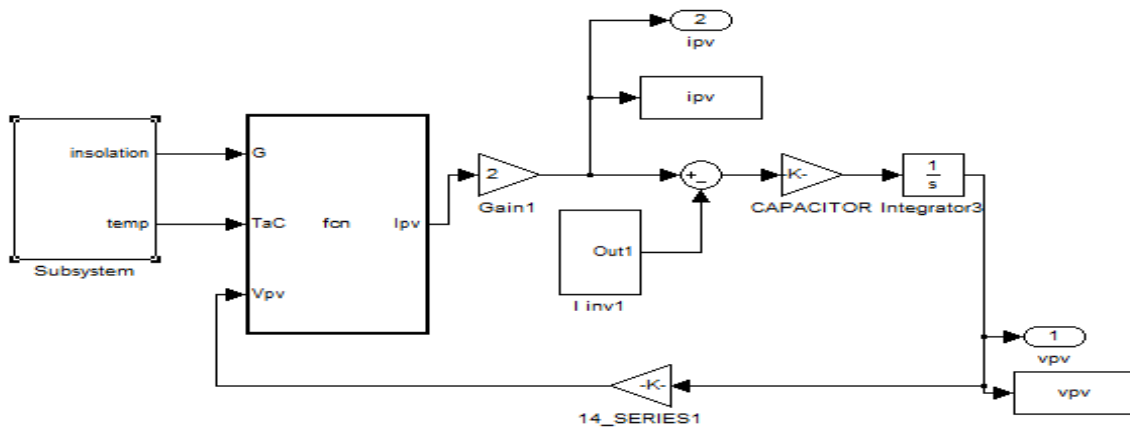 2
ipv
ipv
insolation
temp
Subsystem
G
TaC
Vpv
fcn
Ipv
2
Gain1
+
-
-K-
CAPACITOR
1
s
Integrator3
Out1
I inv1
1
vpv
vpv
-K-
14_SERIES1